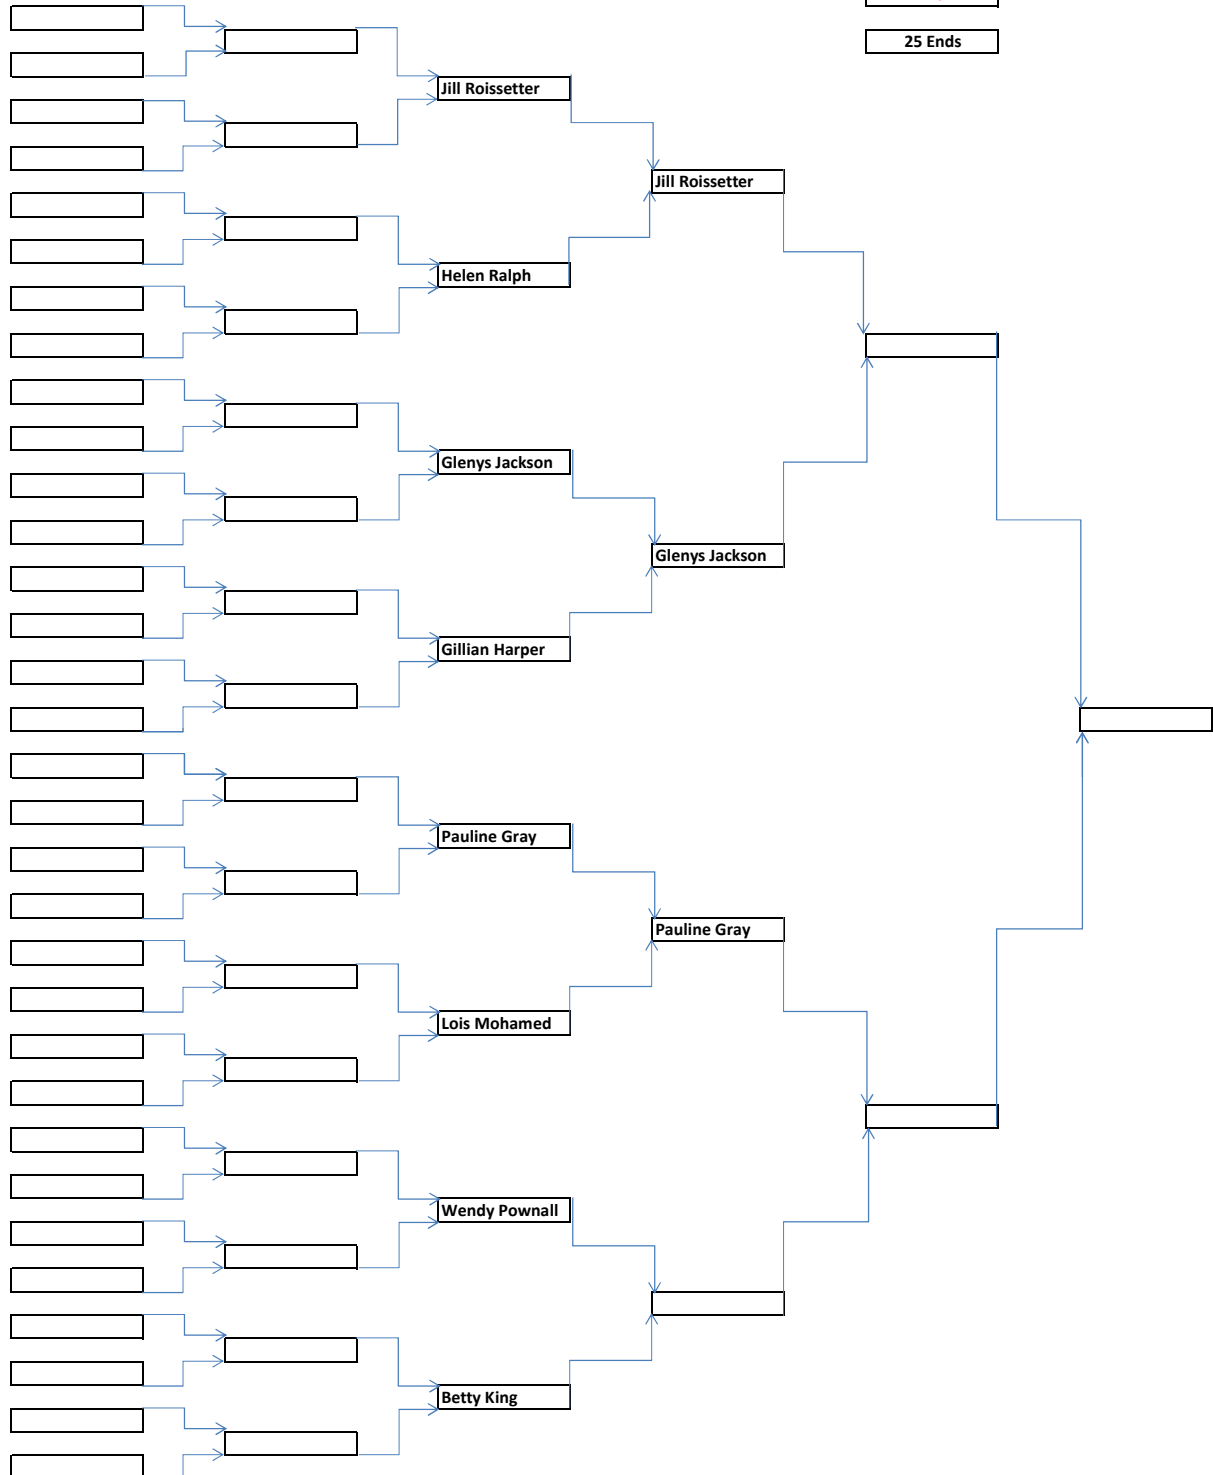 25 Ends
Jill Roissetter
Jill Roissetter
Helen Ralph
Glenys Jackson
Glenys Jackson
Gillian Harper
Pauline Gray
Pauline Gray
Lois Mohamed
Wendy Pownall
Betty King